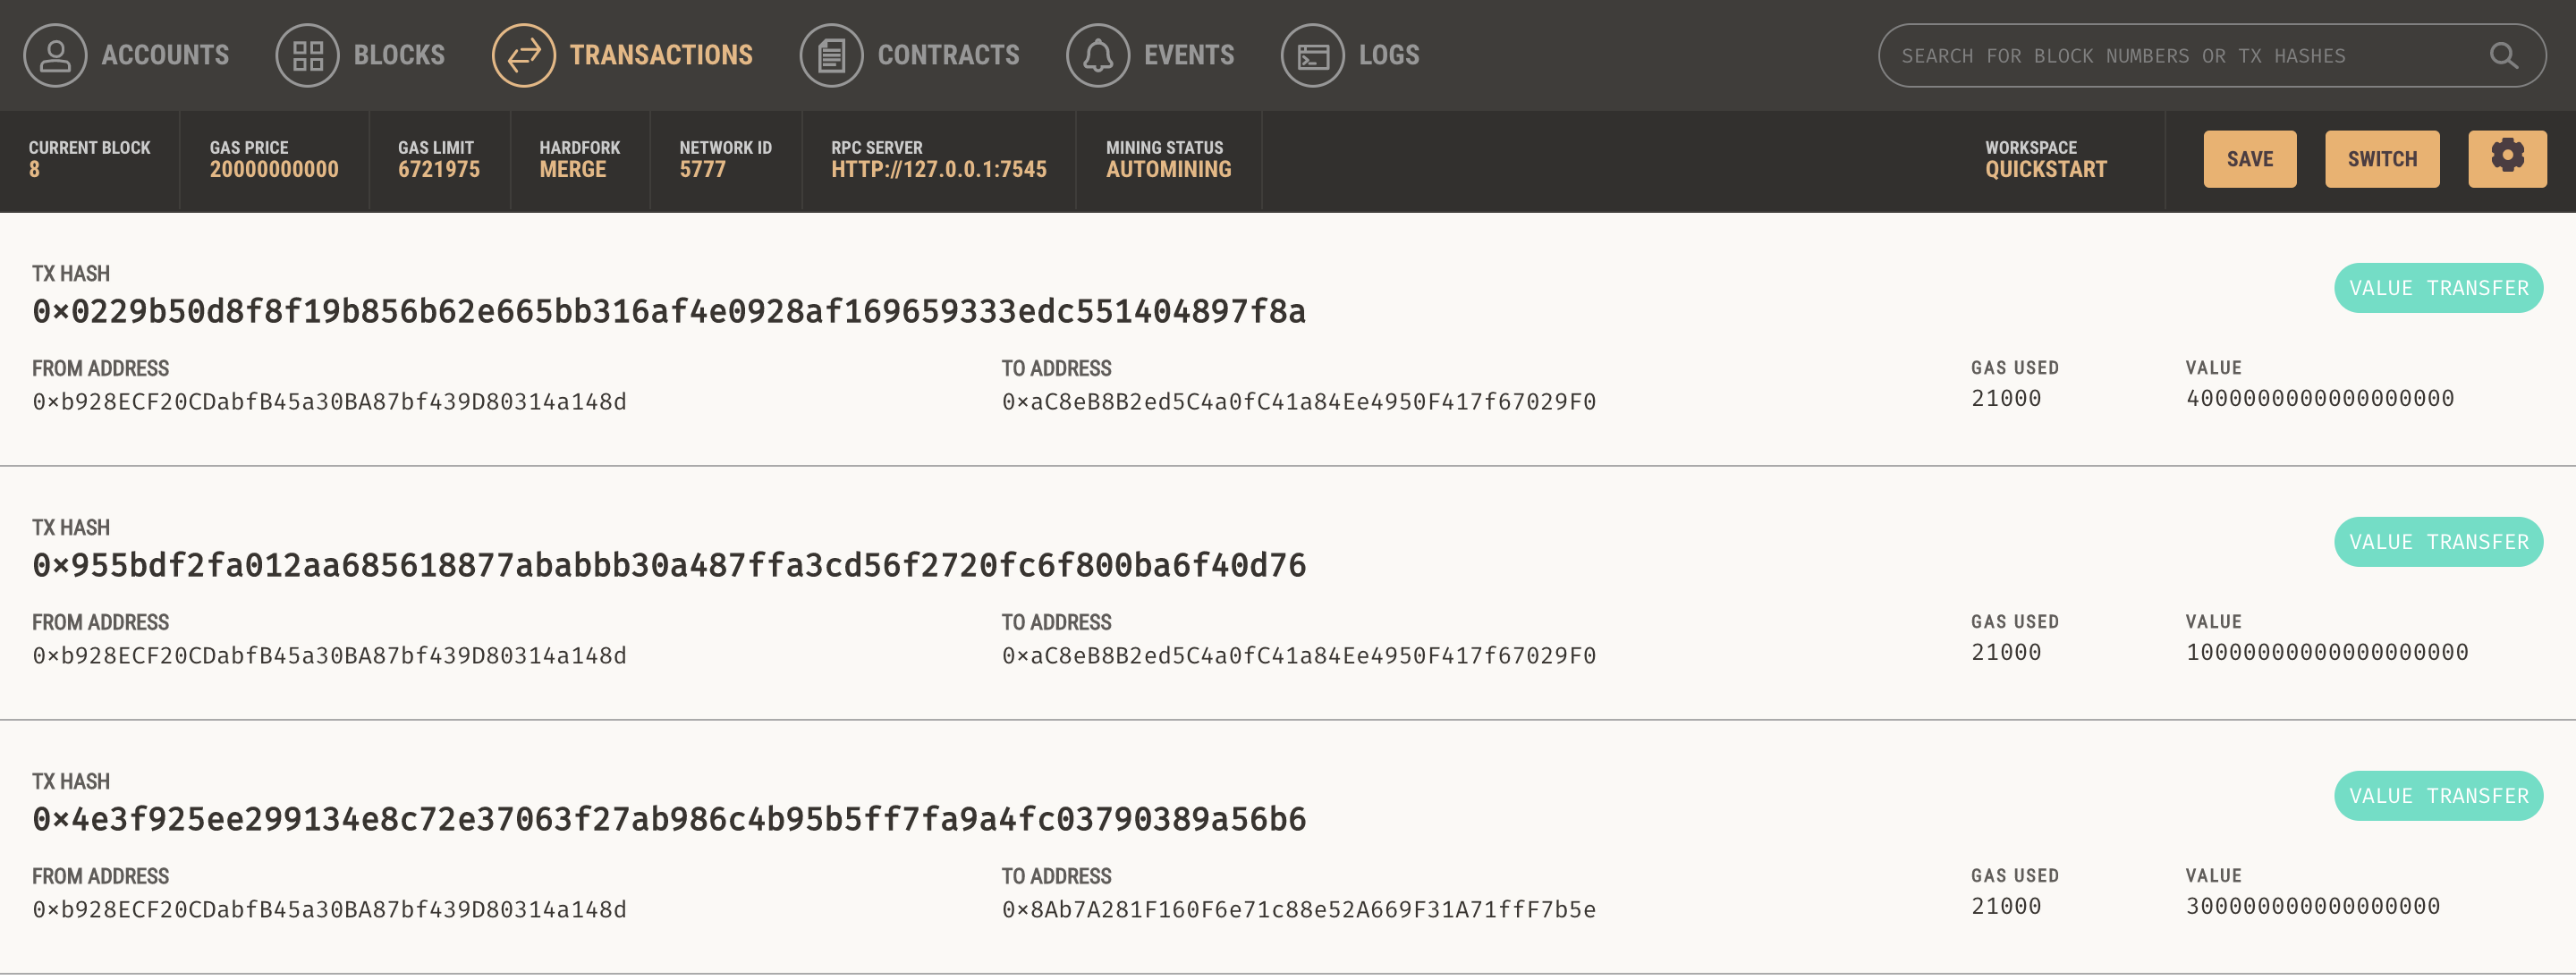 ACCOUNTS BLOCKS TRANSACTIONS CONTRACTS EVENTS LOGS SEARCH FOR BLOCK NUMBERS OR TX HASHES
CURRENT BLOCK GAS PRICE GAS LIMIT HARDFORK NETWORK ID RPC SERVER MINING STATUS WORKSPACE
8 20000000000 6721975 MERGE 5777 HTTP://127.0.0.1:7545 AUTOMINING QUICKSTART SAVE SWITCH
TX HASH
0x0229b50d8f8f19b856b62e665bb316af4e0928af169659333edc551404897f8a VALUE TRANSFER
FROM ADDRESS TO ADDRESS GAS USED VALUE
0xb928ECF20CDabfB45a30BA87bf439D80314a148d 0xaC8eB8B2ed5C4a0fC41a84Ee4950F417f67029F0 21000 4000000000000000000
TX HASH
0x955bdf2fa012aa685618877ababbb30a487ffa3cd56f2720fc6f800ba6f40d76 VALUE TRANSFER
FROM ADDRESS TO ADDRESS GAS USED VALUE
0xb928ECF20CDabfB45a30BA87bf439D80314a148d 0xaC8eB8B2ed5C4a0fC41a84Ee4950F417f67029F0 21000 10000000000000000000
TX HASH
0x4e3f925ee299134e8c72e37063f27ab986c4b95b5ff7fa9a4fc03790389a56b6 VALUE TRANSFER
FROM ADDRESS TO ADDRESS GAS USED VALUE
0xb928ECF20CDabfB45a30BA87bf439D80314a148d 0x8Ab7A281F160F6e71c88e52A669F31A71ffF7b5e 21000 300000000000000000